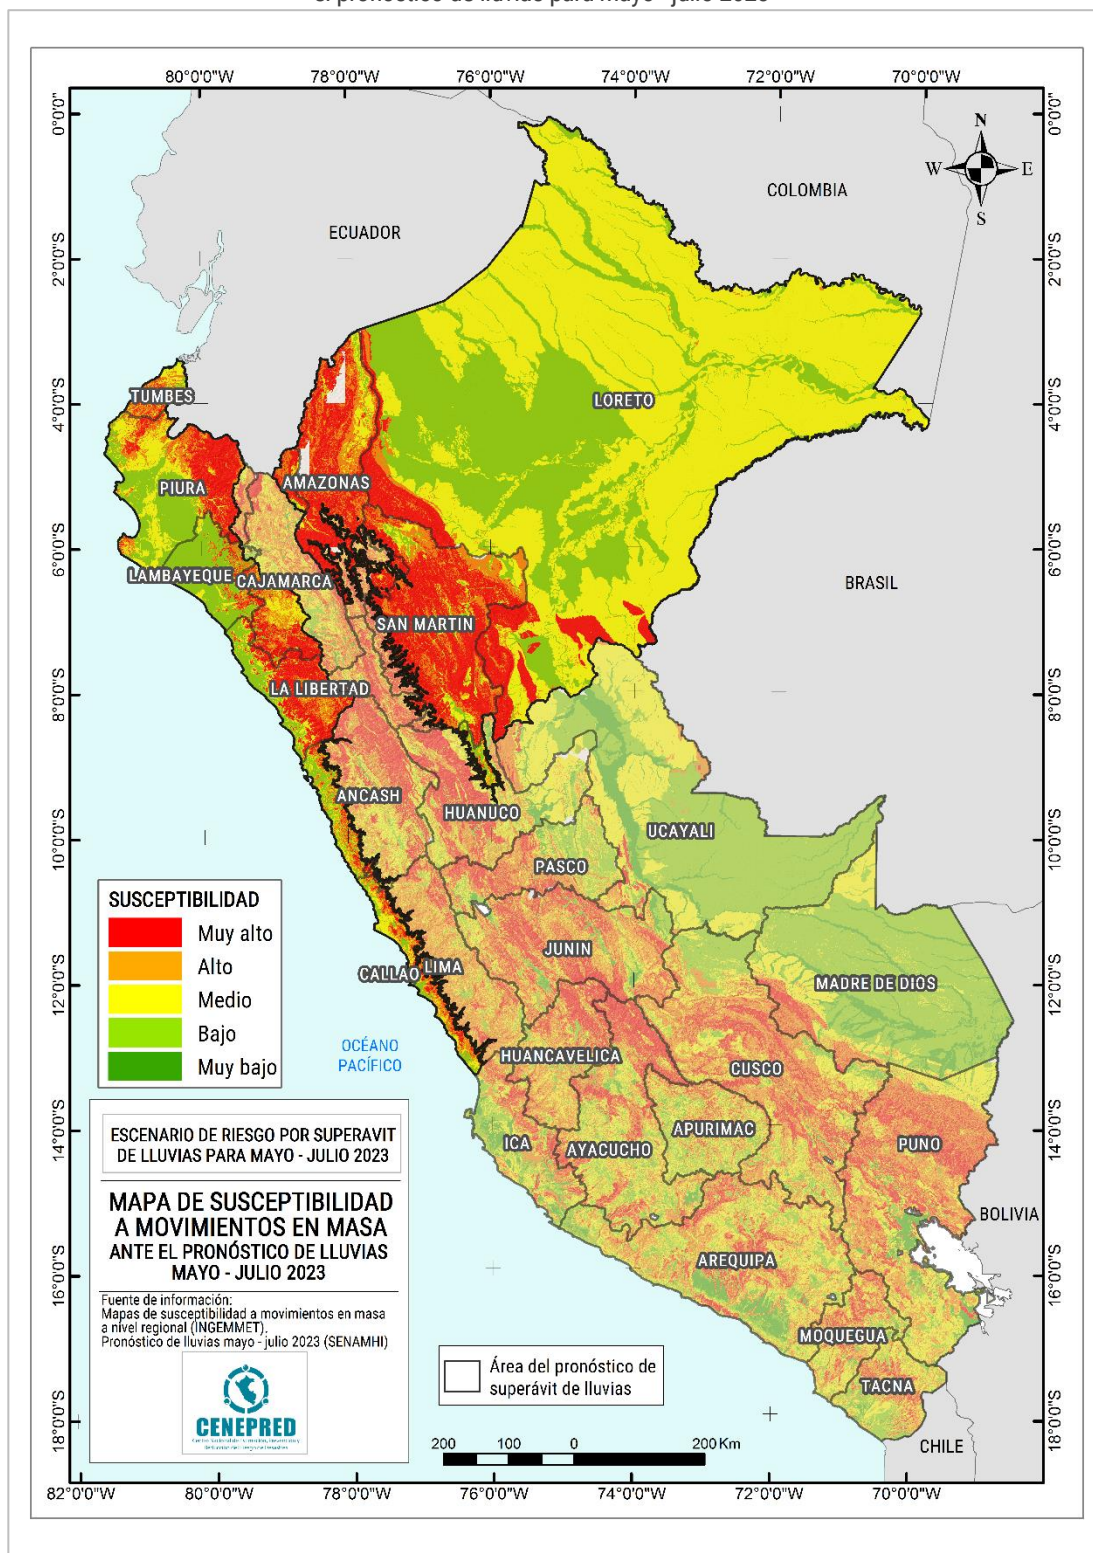 el pronóstico de lluvias para mayo - julio 2023
80°0'0"W 78°0'0"W 76°0'0"W 74°0'0"W 72°0'0"W 70°0'0"W
0°0'0" 2°0'0"S 4°0'0"S 6°0'0"S 8°0'0"S 10°0'0"S 12°0'0"S 14°0'0"S 16°0'0"S 18°0'0"S
N
W E
S
COLOMBIA
ECUADOR
TUMBES
LORETO
AMAZONAS
PIURA
LAMBAYEQUE
CAJAMARCA
BRASIL
SAN MARTIN
LA LIBERTAD
ANCASH
HUANUCO
UCAYALI
PASCO
JUNIN
CALLAO
LIMA
MADRE DE DIOS
HUANCAVELICA
CUSCO
ICA
AYACUCHO
APURIMAC
PUNO
BOLIVIA
AREQUIPA
MOQUEGUA
TACNA
CHILE
OCÉANO
PACÍFICO
SUSCEPTIBILIDAD
Muy alto
Alto
Medio
Bajo
Muy bajo
ESCENARIO DE RIESGO POR SUPERAVIT
DE LLUVIAS PARA MAYO - JULIO 2023
MAPA DE SUSCEPTIBILIDAD
A MOVIMIENTOS EN MASA
ANTE EL PRONÓSTICO DE LLUVIAS
MAYO - JULIO 2023
Fuente de información:
Mapas de susceptibilidad a movimientos en masa
a nivel regional (INGEMMET).
Pronóstico de lluvias mayo - julio 2023 (SENAMHI)
CENEPRED
Área del pronóstico de
superávit de lluvias
200 100 0 200 Km
0°0'0" 2°0'0"S 4°0'0"S 6°0'0"S 8°0'0"S 10°0'0"S 12°0'0"S 14°0'0"S 16°0'0"S 18°0'0"S
82°0'0"W 80°0'0"W 78°0'0"W 76°0'0"W 74°0'0"W 72°0'0"W 70°0'0"W